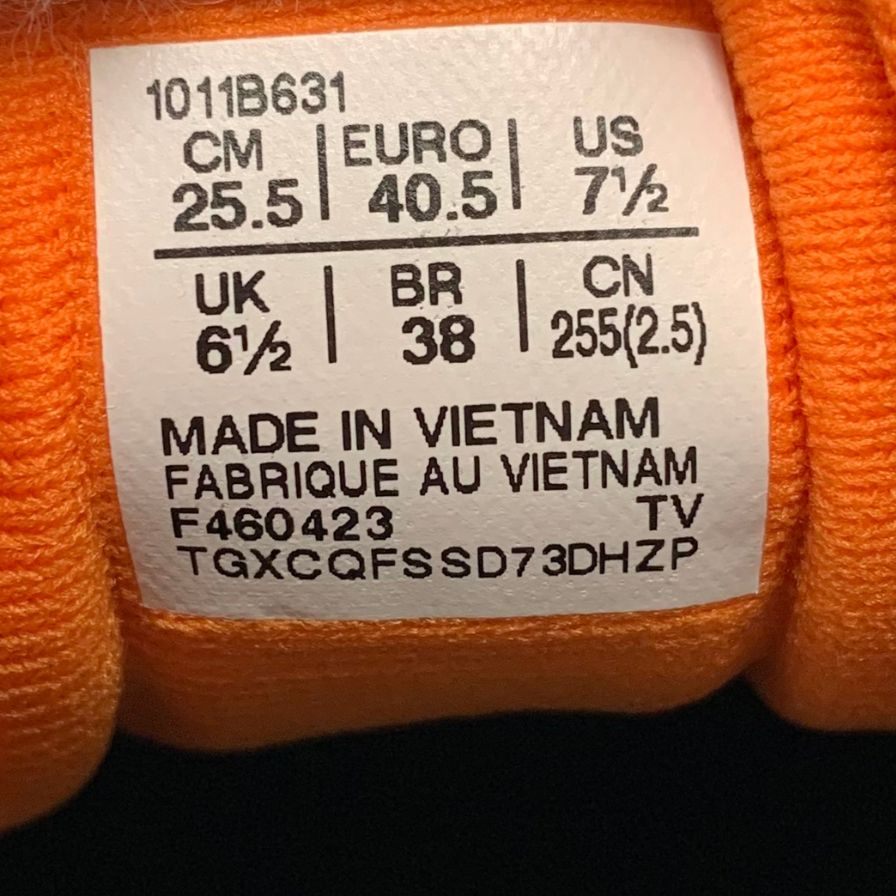 1011B631
CM | EURO | US
25.5 | 40.5 | 7½
UK | BR | CN
6½ | 38 | 255(2.5)
MADE IN VIETNAM
FABRIQUE AU VIETNAM
F460423 TV
TGXCQFSSD73DHZP